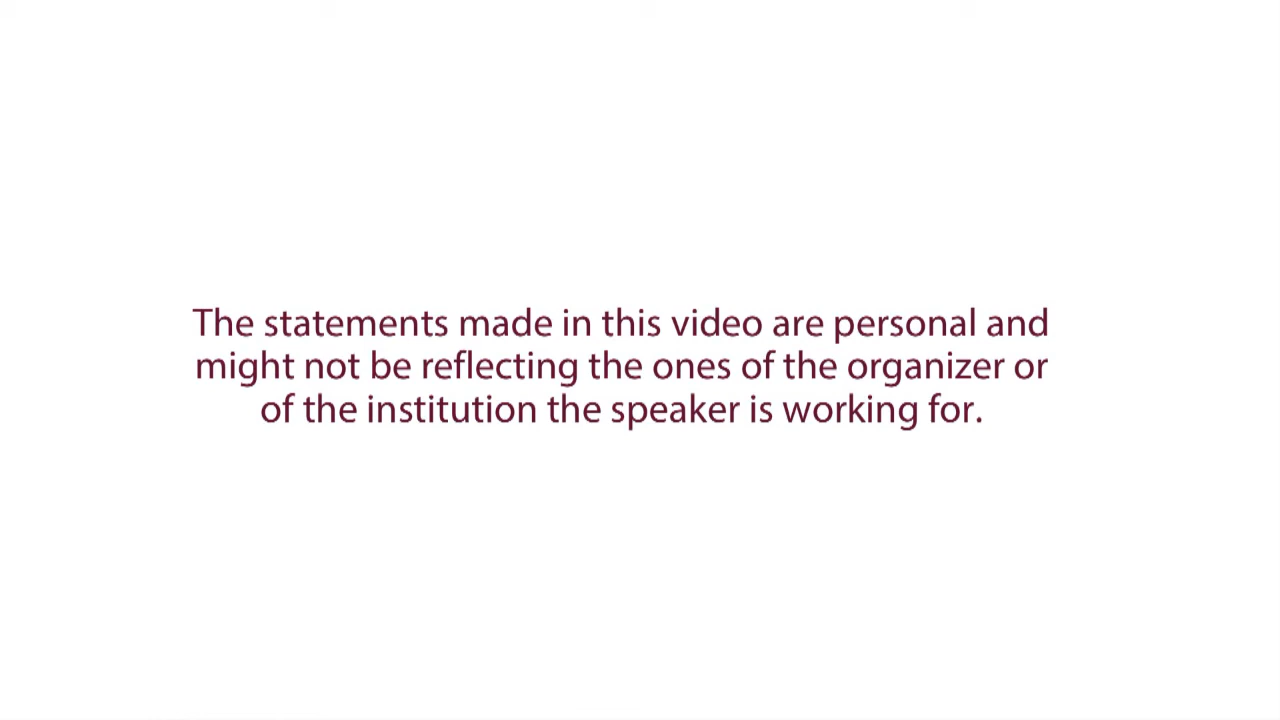 The statements made in this video are personal and
might not be reflecting the ones of the organizer or
of the institution the speaker is working for.